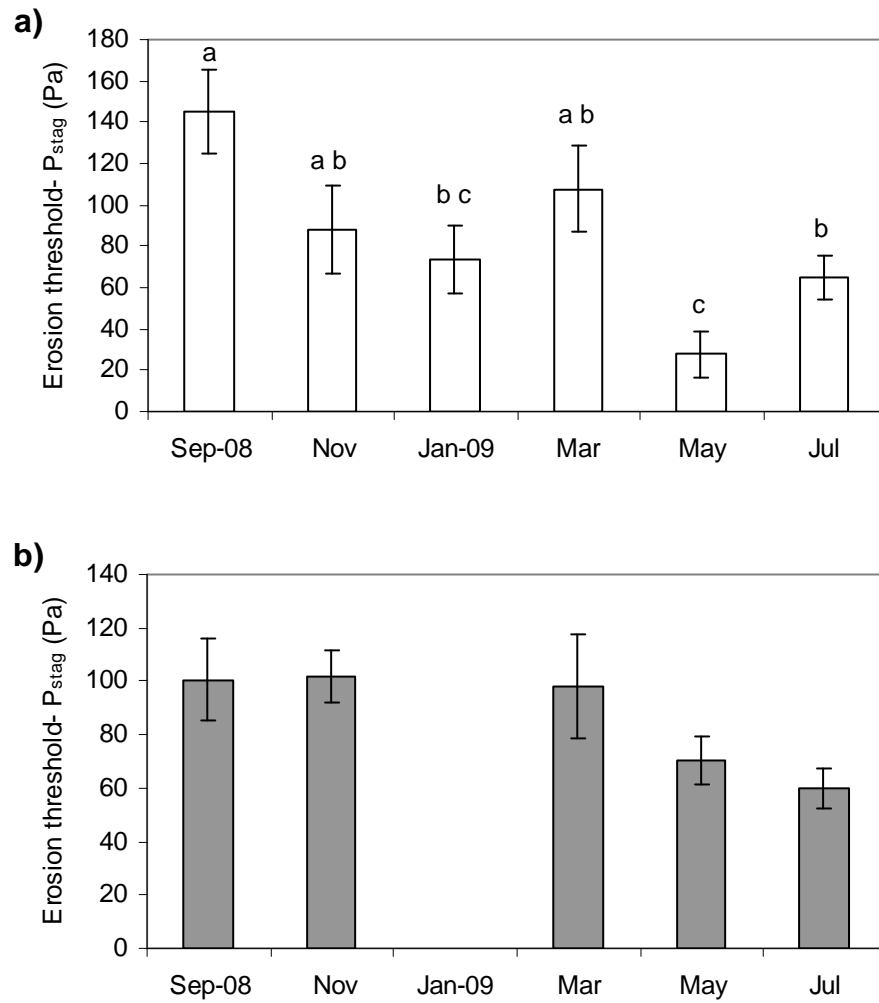 a)
Erosion threshold- Pstag (Pa)
180
160
140
120
100
80
60
40
20
0
a
a b
b c
a b
c
b
Sep-08 Nov Jan-09 Mar May Jul
b)
Erosion threshold- Pstag (Pa)
140
120
100
80
60
40
20
0
Sep-08 Nov Jan-09 Mar May Jul